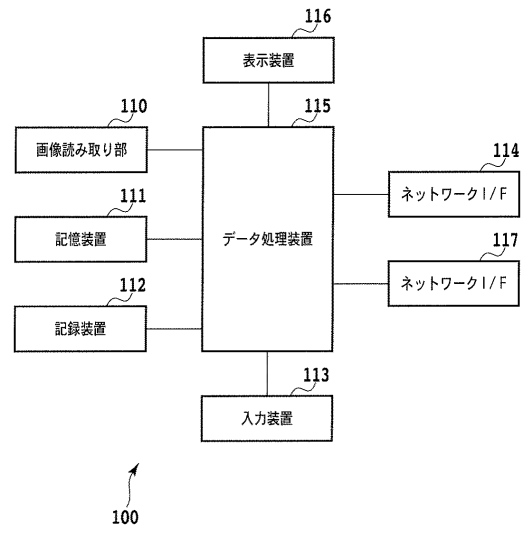 116
表示装置
110
115
画像読み取り部
114
ネットワークI/F
111
記憶装置
データ処理装置
117
ネットワークI/F
112
記録装置
113
入力装置
100